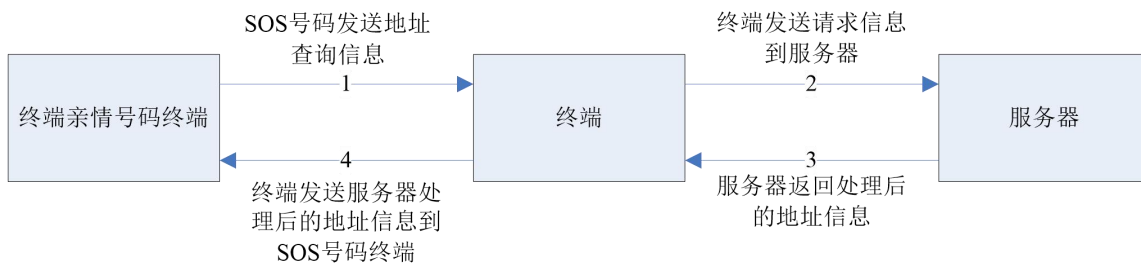 SOS号码发送地址
查询信息
终端发送请求信息
到服务器
1
2
终端亲情号码终端
终端
服务器
4
3
终端发送服务器处
理后的地址信息到
SOS号码终端
服务器返回处理后
的地址信息